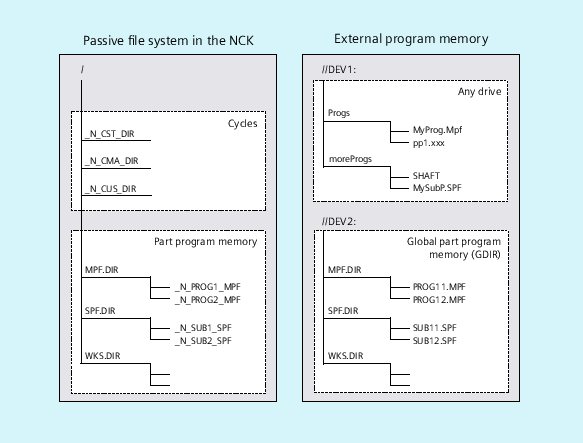 Passive file system in the NCK
/
Cycles
_N_CST_DIR
_N_CMA_DIR
_N_CUS_DIR
Part program memory
MPF.DIR
_N_PROG1_MPF
_N_PROG2_MPF
SPF.DIR
_N_SUB1_SPF
_N_SUB2_SPF
WKS.DIR
External program memory
//DEV1:
Any drive
Progs
MyProg.Mpf
pp1.xxx
moreProgs
SHAFT
MySubP.SPF
//DEV2:
Global part program
memory (GDIR)
MPF.DIR
PROG11.MPF
PROG12.MPF
SPF.DIR
SUB11.SPF
SUB12.SPF
WKS.DIR